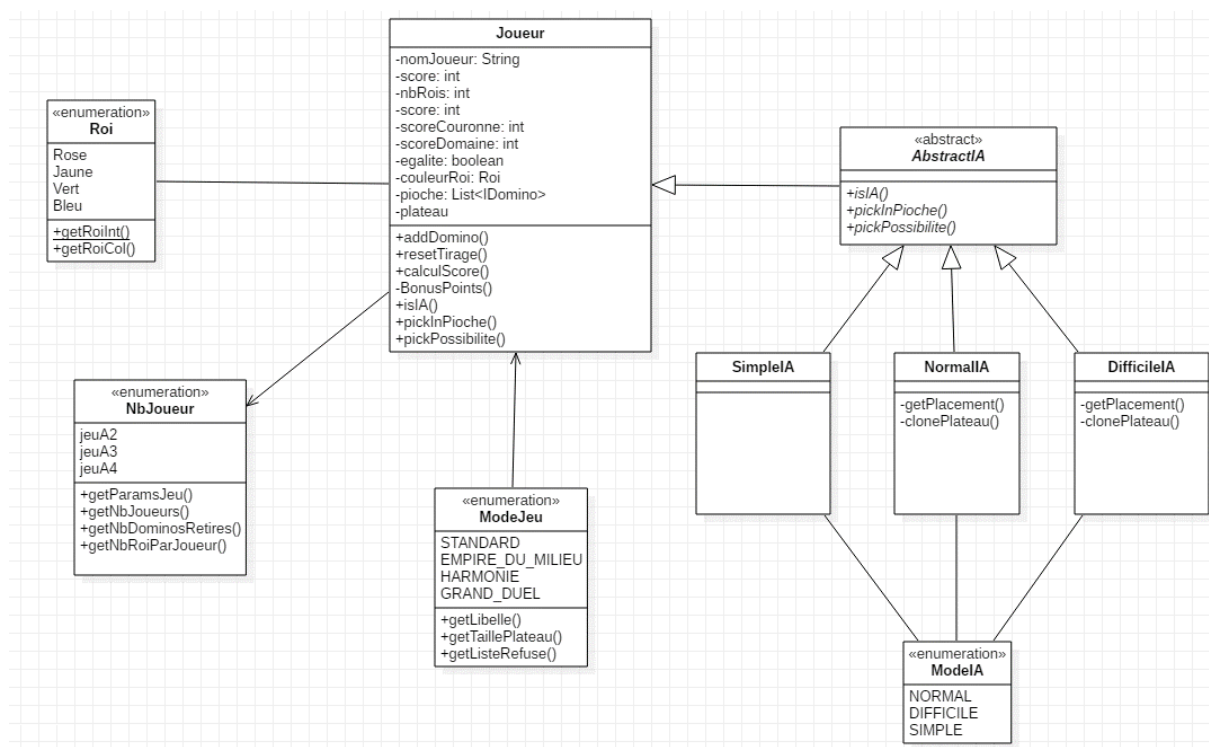 Joueur
-nomJoueur: String
-score: int
-nbRois: int
-score: int
-scoreCouronne: int
-scoreDomaine: int
-egalite: boolean
-couleurRoi: Roi
-pioche: List<IDomino>
-plateau
+addDomino()
+resetTirage()
+calculScore()
-BonusPoints()
+isIA()
+pickInPioche()
+pickPossibilite()
«enumeration»
Roi
Rose
Jaune
Vert
Bleu
+getRoiInt()
+getRoiCol()
«abstract»
AbstractIA
+isIA()
+pickInPioche()
+pickPossibilite()
SimpleIA
NormalIA
-getPlacement()
-clonePlateau()
DifficileIA
-getPlacement()
-clonePlateau()
«enumeration»
NbJoueur
jeuA2
jeuA3
jeuA4
+getParamsJeu()
+getNbJoueurs()
+getNbDominosRetires()
+getNbRoiParJoueur()
«enumeration»
ModeJeu
STANDARD
EMPIRE_DU_MILIEU
HARMONIE
GRAND_DUEL
+getLibelle()
+getTaillePlateau()
+getListeRefuse()
«enumeration»
ModeIA
NORMAL
DIFFICILE
SIMPLE